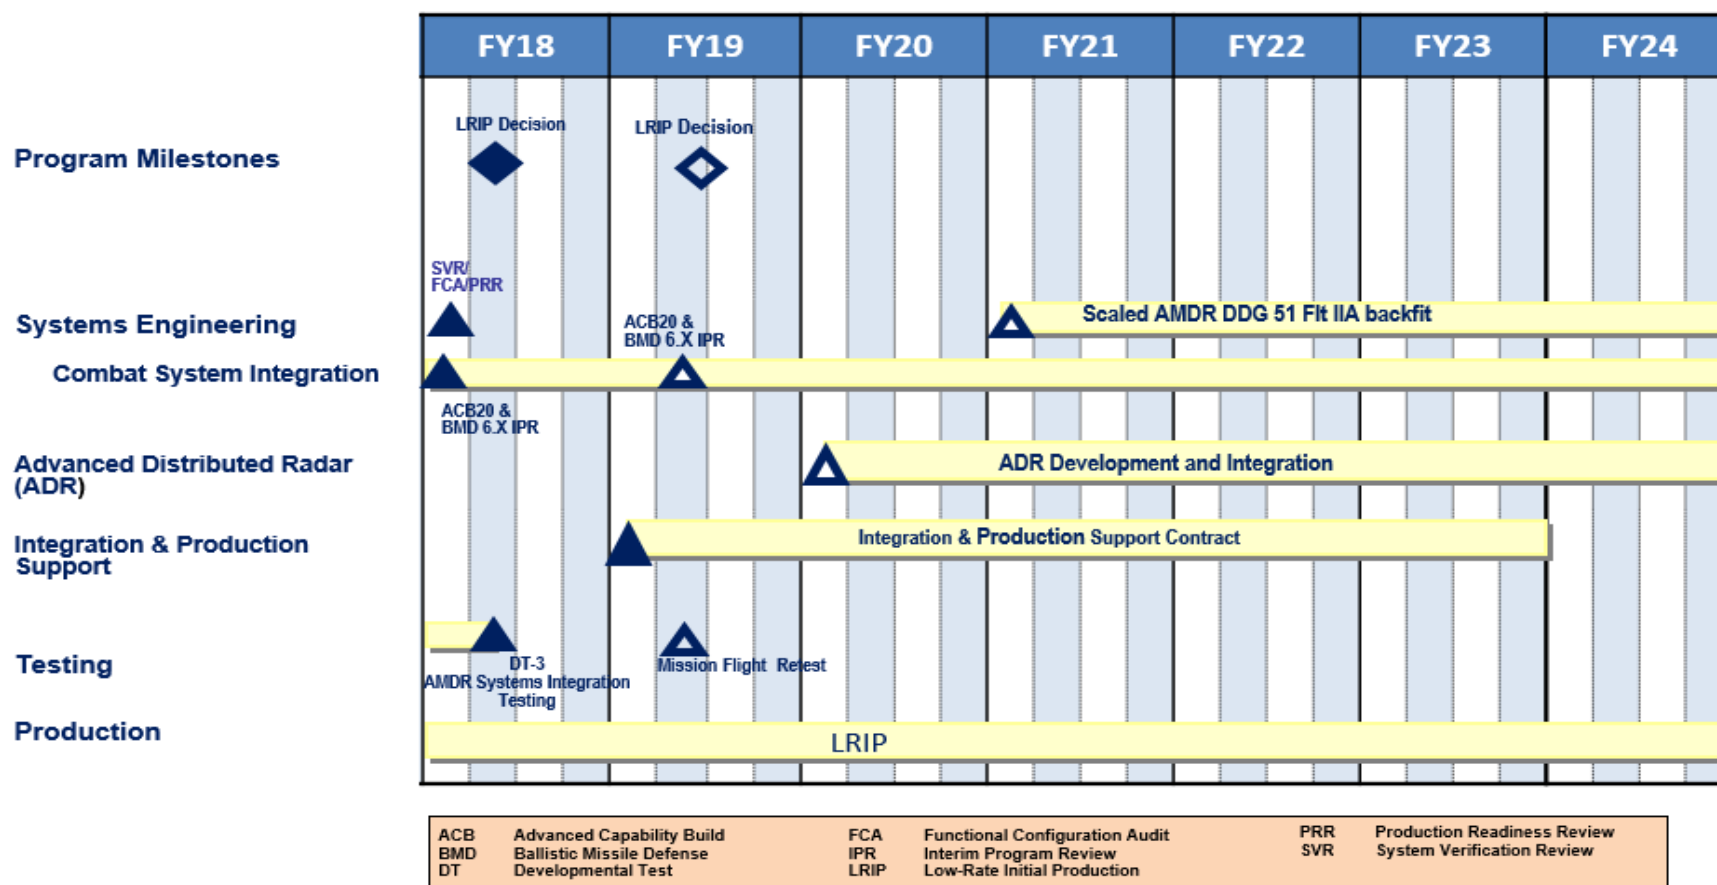 FY18 FY19 FY20 FY21 FY22 FY23 FY24
Program Milestones
LRIP Decision
LRIP Decision
SVR/
FCA/PRR
Systems Engineering
ACB20 &
BMD 6.X IPR
Scaled AMDR DDG 51 Flt IIA backfit
Combat System Integration
ACB20 &
BMD 6.X IPR
Advanced Distributed Radar
(ADR)
ADR Development and Integration
Integration & Production
Support
Integration & Production Support Contract
Testing
DT-3
AMDR Systems Integration
Testing
Mission Flight Retest
Production
LRIP
ACB Advanced Capability Build FCA Functional Configuration Audit PRR Production Readiness Review
BMD Ballistic Missile Defense IPR Interim Program Review SVR System Verification Review
DT Developmental Test LRIP Low-Rate Initial Production